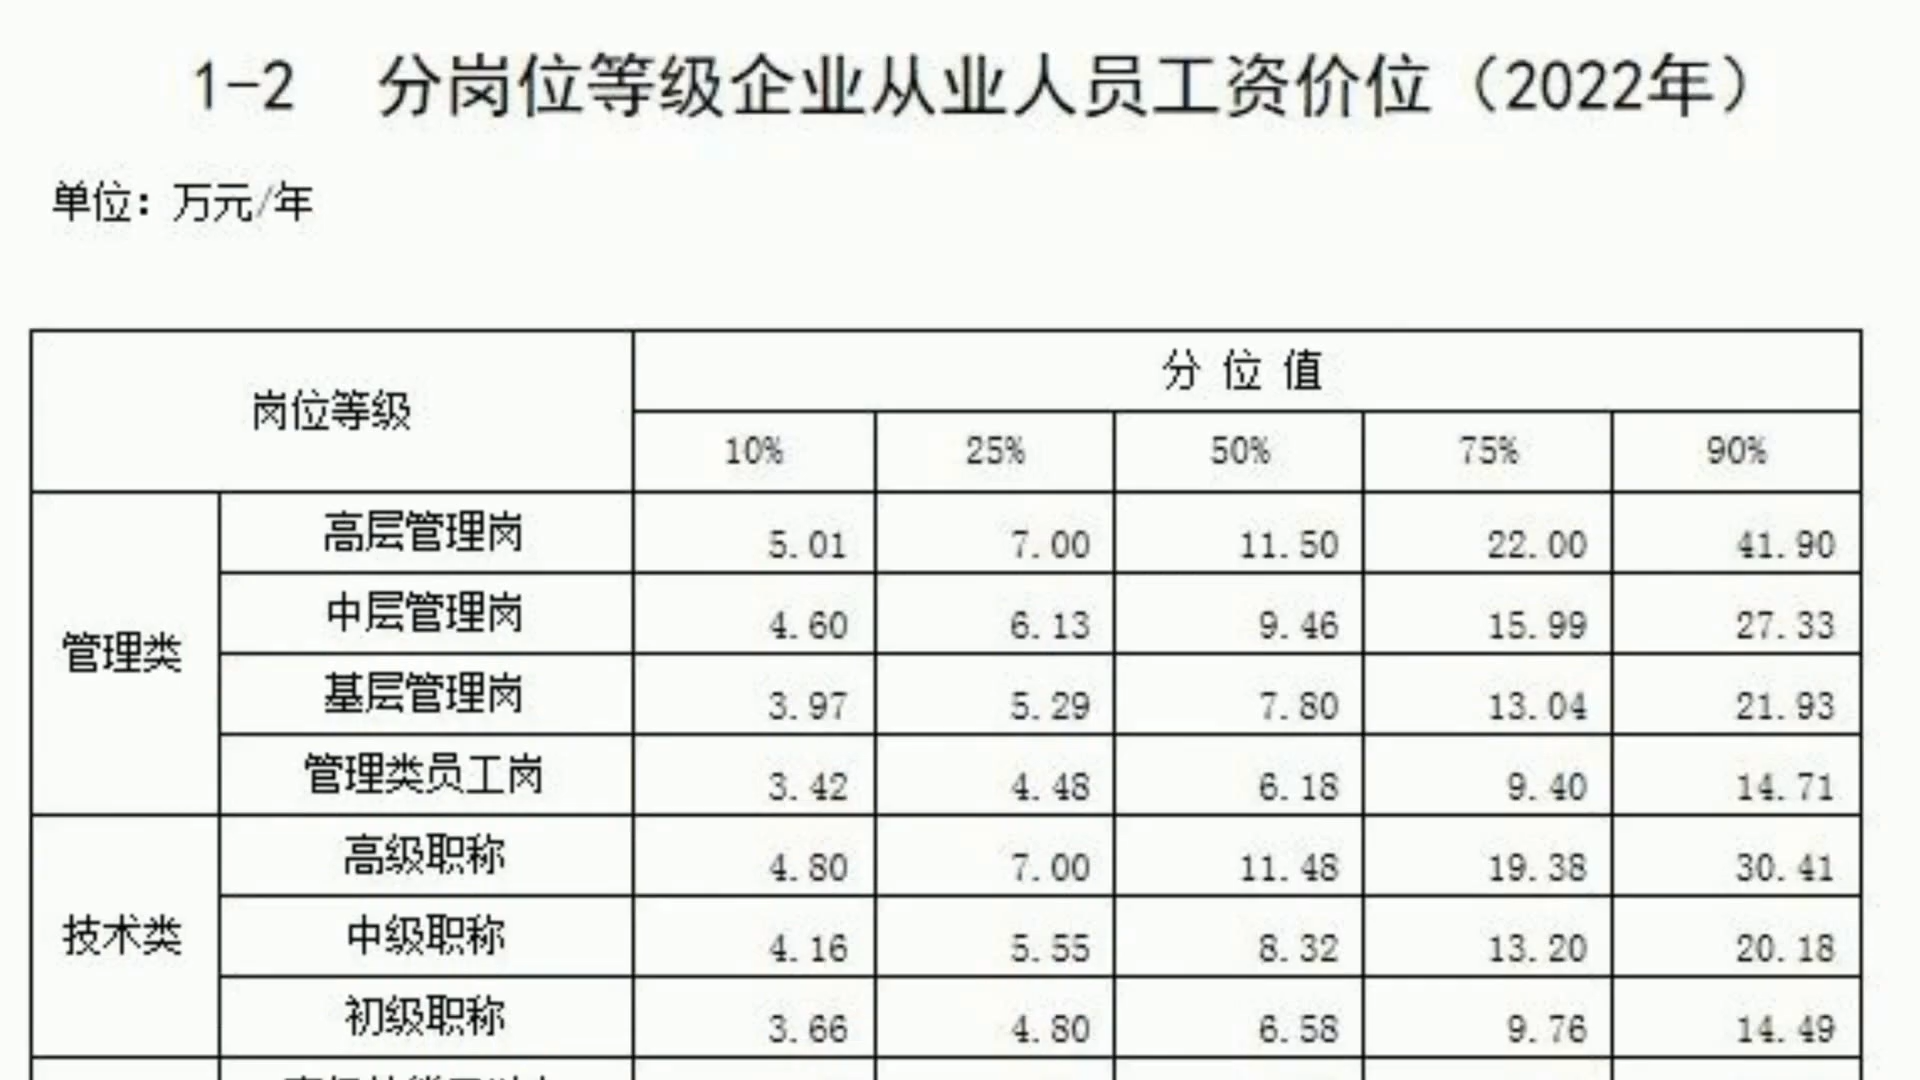 1-2 分岗位等级企业从业人员工资价位（2022年）
单位：万元/年
岗位等级 分位值
10% 25% 50% 75% 90%
管理类
高层管理岗 5.01 7.00 11.50 22.00 41.90
中层管理岗 4.60 6.13 9.46 15.99 27.33
基层管理岗 3.97 5.29 7.80 13.04 21.93
管理类员工岗 3.42 4.48 6.18 9.40 14.71
技术类
高级职称 4.80 7.00 11.48 19.38 30.41
中级职称 4.16 5.55 8.32 13.20 20.18
初级职称 3.66 4.80 6.58 9.76 14.49